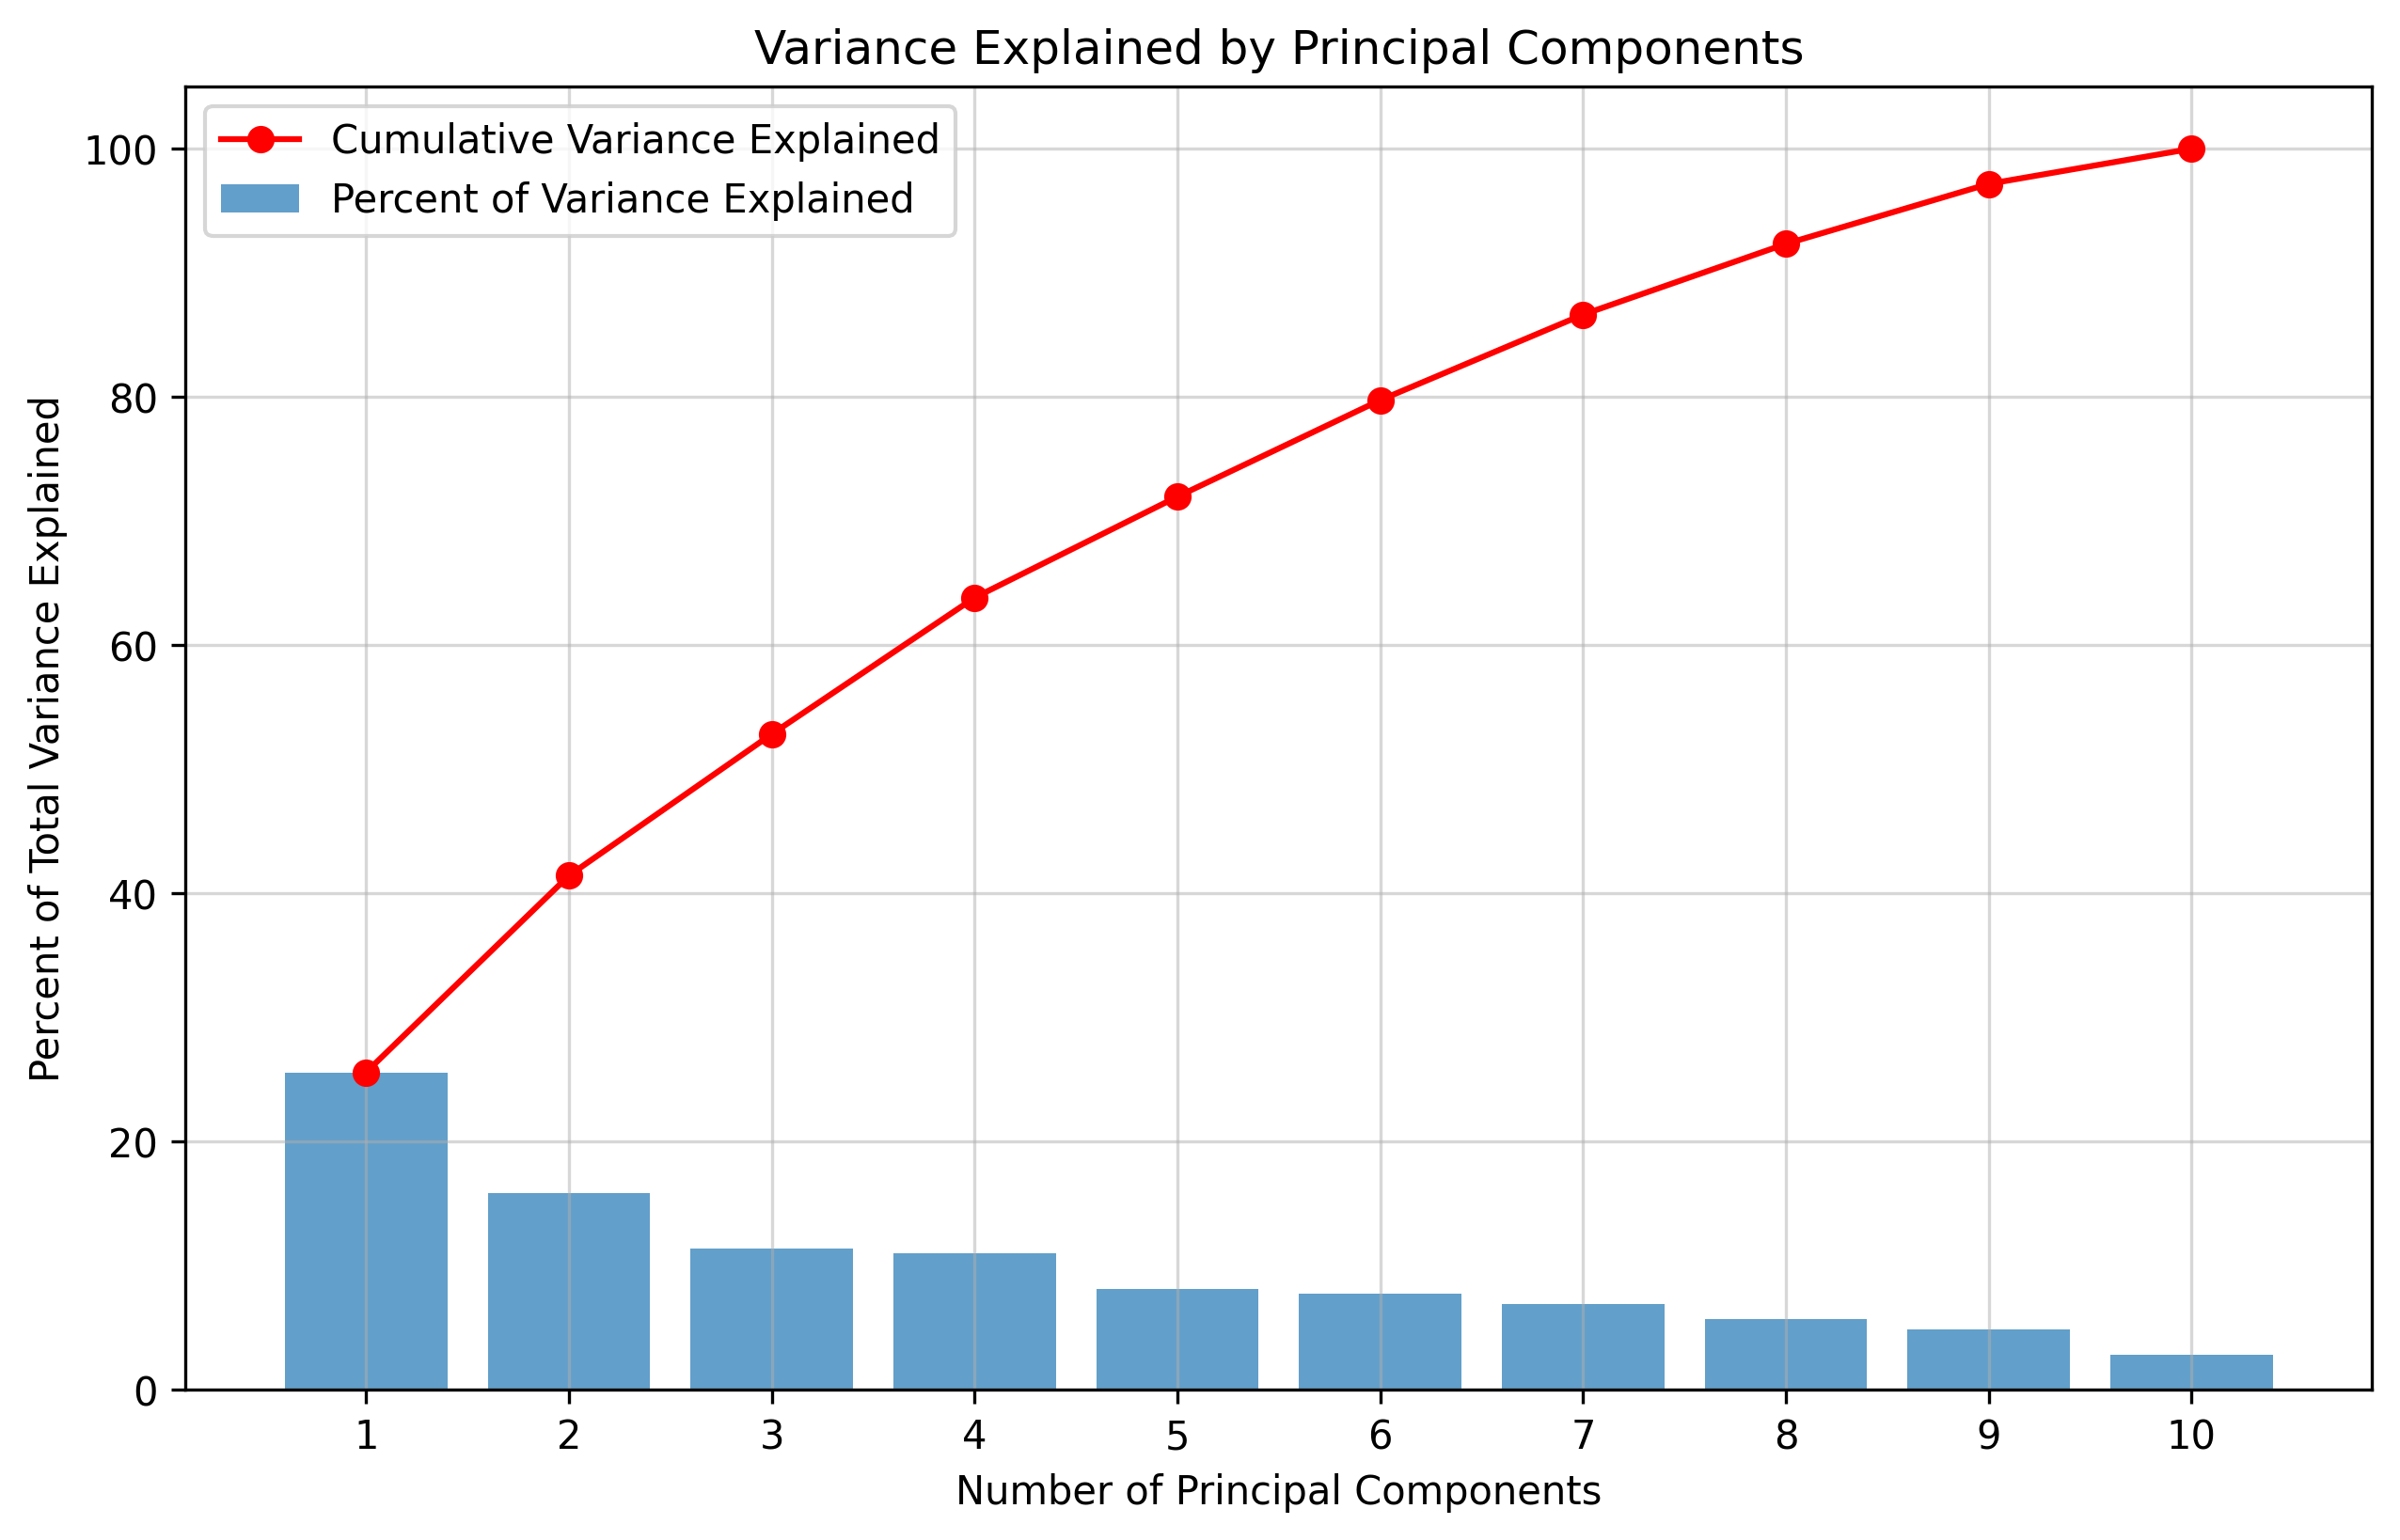 Variance Explained by Principal Components
Cumulative Variance Explained
Percent of Variance Explained
Percent of Total Variance Explained
100
80
60
40
20
0
1 2 3 4 5 6 7 8 9 10
Number of Principal Components